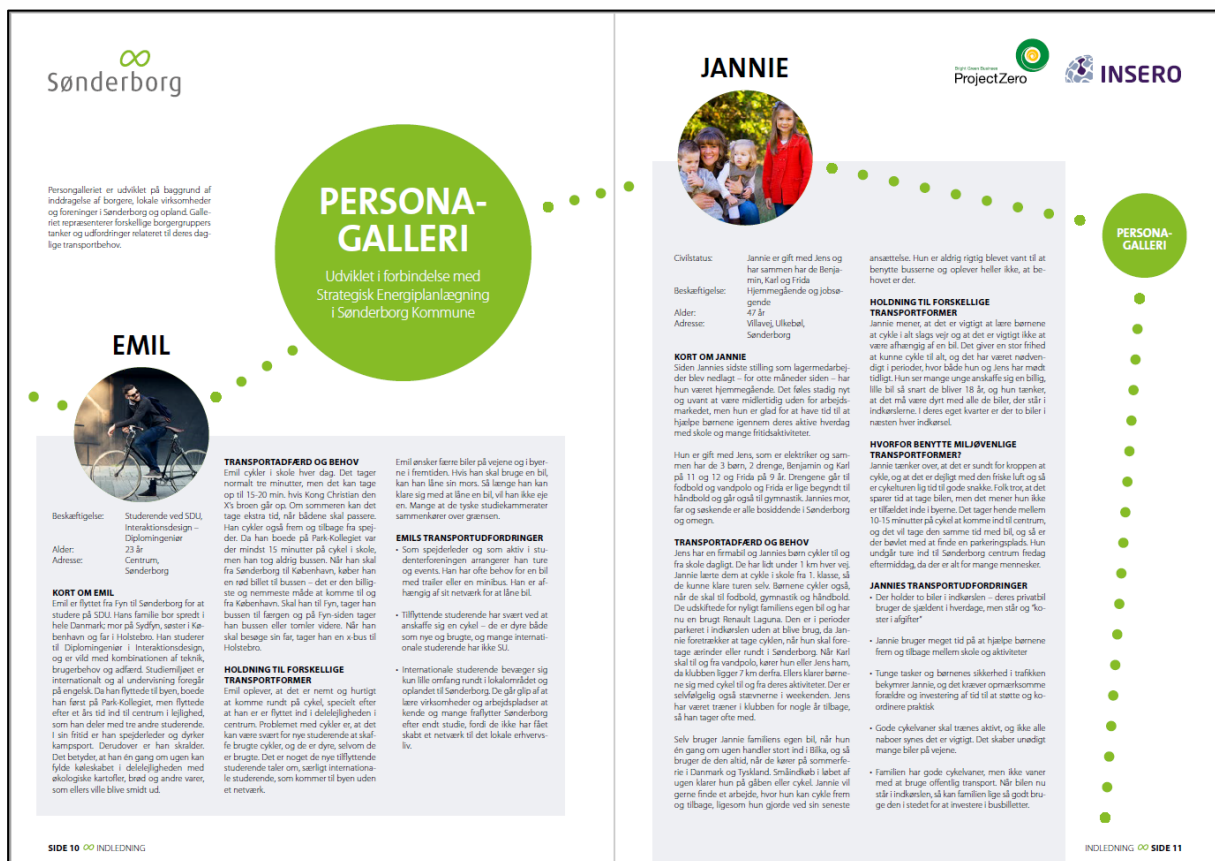 Sønderborg
Persongalleriet er udviklet på baggrund af
inddragelse af borgere, lokale virksomheder
og foreninger i Sønderborg og opland. Galle-
riet repræsenterer forskellige borgergruppers
tanker og udfordringer relateret til deres dag-
lige transportbehov.
PERSONA-
GALLERI
Udviklet i forbindelse med
Strategisk Energiplanlægning
i Sønderborg Kommune
EMIL
Beskæftigelse: Studerende ved SDU,
Interaktionsdesign –
Diplomingeniør
Alder: 23 år
Adresse: Centrum,
Sønderborg
KORT OM EMIL
Emil er flyttet fra Fyn til Sønderborg for at
studere på SDU. Hans familie bor spredt i
hele Danmark; mor på Sydfyn, søster i Kø-
benhavn og far i Holstebro. Han studerer
til Diplomingeniør i Interaktionsdesign,
og er vild med kombinationen af teknik,
brugerbehov og adfærd. Studiemiljøet er
internationalt og al undervisning foregår
på engelsk. Da han flyttede til byen, boede
han først på Park-Kollegiet, men flyttede
efter et års tid ind til centrum i lejlighed,
som han deler med tre andre studerende.
I sin fritid er han spejderleder og dyrker
kampsport. Derudover er han skralder.
Det betyder, at han én gang om ugen kan
fylde køleskabet i delelejligheden med
økologiske kartofler, brød og andre varer,
som ellers ville blive smidt ud.
TRANSPORTADFÆRD OG BEHOV
Emil cykler i skole hver dag. Det tager
normalt tre minutter, men det kan tage
op til 15-20 min. hvis Kong Christian den
X's broen går op. Om sommeren kan det
tage ekstra tid, når bådene skal passere.
Han cykler også frem og tilbage fra spej-
der. Da han boede på Park-Kollegiet var
der mindst 15 minutter på cykel i skole,
men han tog aldrig bussen. Når han skal
fra Sønderborg til København, køber han
en rød billet til bussen – det er den billig-
ste og nemmeste måde at komme til og
fra København. Skal han til Fyn, tager han
bussen til færgen og på Fyn-siden tager
han bussen eller tomler videre. Når han
skal besøge sin far, tager han en x-bus til
Holstebro.
HOLDNING TIL FORSKELLIGE
TRANSPORTFORMER
Emil oplever, at det er nemt og hurtigt
at komme rundt på cykel, specielt efter
at han er er flyttet ind i delelejligheden i
centrum. Problemet med cykler er, at det
kan være svært for nye studerende at skaf-
fe brugte cykler, og de er dyre, selvom de
er brugte. Det er noget de nye tilflyttende
studerende taler om, særligt internatio-
nale studerende, som kommer til byen uden
et netværk.
Emil ønsker færre biler på vejene og i byer-
ne i fremtiden. Hvis han skal bruge en bil,
kan han låne sin mors. Så længe han kan
klare sig med at låne en bil, vil han ikke eje
en. Mange at de tyske studiekammerater
sammenkører over grænsen.
EMILS TRANSPORTUDFORDRINGER
• Som spejderleder og som aktiv i stu-
denterforeningen arrangerer han ture
og events. Han har ofte behov for en bil
med trailer eller en minibus. Han er af-
hængig af sit netværk for at låne bil.
• Tilflyttende studerende har svært ved at
anskaffe sig en cykel – de er dyre både
som nye og brugte, og mange internati-
onale studerende har ikke SU.
• Internationale studerende bevæger sig
kun lille omfang rundt i lokalområdet og
oplandet til Sønderborg. De går glip af at
lære virksomheder og arbejdspladser at
kende og mange fraflytter Sønderborg
efter endt studie, fordi de ikke har fået
skabt et netværk til det lokale erhvervs-
liv.
SIDE 10 INDLEDNING
JANNIE
Bright Green Business
ProjectZero
INSERO
PERSONA-
GALLERI
Civilstatus: Jannie er gift med Jens og
har sammen har de Benja-
min, Karl og Frida
Beskæftigelse: Hjemmegående og jobsø-
gende
Alder: 47 år
Adresse: Villavej, Ulkebøl,
Sønderborg
KORT OM JANNIE
Siden Jannies sidste stilling som lagermedarbej-
der blev nedlagt – for otte måneder siden – har
hun været hjemmegående. Det føles stadig nyt
og uvant at være midlertidig uden for arbejds-
markedet, men hun er glad for at have tid til at
hjælpe børnene igennem deres aktive hverdag
med skole og mange fritidsaktiviteter.
Hun er gift med Jens, som er elektriker og sam-
men har de 3 børn, 2 drenge, Benjamin og Karl
på 11 og 12 og Frida på 9 år. Drengene går til
fodbold og vandpolo og Frida er lige begyndt til
håndbold og går også til gymnastik. Jannies mor,
far og søskende er alle bosiddende i Sønderborg
og omegn.
TRANSPORTADFÆRD OG BEHOV
Jens har en firmabil og Jannies børn cykler til og
fra skole dagligt. De har lidt under 1 km hver vej.
Jannie lærte dem at cykle i skole fra 1. klasse, så
de kunne klare turen selv. Børnene cykler også,
når de skal til fodbold, gymnastik og håndbold.
De udskiftede for nyligt familiens egen bil og har
nu en brugt Renault Laguna. Den er i perioder
parkeret i indkørslen uden at blive brug, da Jan-
nie foretrækker at tage cyklen, når hun skal fore-
tage ærinder eller rundt i Sønderborg. Når Karl
skal til og fra vandpolo, kører hun eller Jens ham,
da klubben ligger 7 km derfra. Ellers klarer børne-
ne sig med cykel til og fra deres aktiviteter. Der er
selvfølgelig også stævnerne i weekenden. Jens
har været træner i klubben for nogle år tilbage,
så han tager ofte med.
Selv bruger Jannie familiens egen bil, når hun
én gang om ugen handler stort ind i Bilka, og så
bruger de den altid, når de kører på sommerfe-
rie i Danmark og Tyskland. Småindkøb i løbet af
ugen klarer hun på gåben eller cykel. Jannie vil
gerne finde et arbejde, hvor hun kan cykle frem
og tilbage, ligesom hun gjorde ved sin seneste
ansættelse. Hun er aldrig rigtig blevet vant til at
benytte busserne og oplever heller ikke, at be-
hovet er der.
HOLDNING TIL FORSKELLIGE
TRANSPORTFORMER
Jannie mener, at det er vigtigt at lære børnene
at cykle i alt slags vejr og at det er vigtigt ikke at
være afhængig af en bil. Det giver en stor frihed
at kunne cykle til alt, og det har været nødven-
digt i perioder, hvor både hun og Jens har mødt
tidligt. Hun ser mange unge anskaffe sig en billig,
lille bil så snart de bliver 18 år, og hun tænker,
at det må være dyrt med alle de biler, der står i
indkørslerne. I deres eget kvarter er der to biler i
næsten hver indkørsel.
HVORFOR BENYTTE MILJØVENLIGE
TRANSPORTFORMER?
Jannie tænker over, at det er sundt for kroppen at
cykle, og at det er dejligt med den friske luft og så
er cykelturen lig tid til gode snakke. Folk tror, at det
sparer tid at tage bilen, men det mener hun ikke
er tilfældet inde i byerne. Det tager hende mellem
10-15 minutter på cykel at komme ind til centrum,
og det vil tage den samme tid med bil, og så er
der bøvlet med at finde en parkeringsplads. Hun
undgår ture ind til Sønderborg centrum fredag
eftermiddag, da der er alt for mange mennesker.
JANNIES TRANSPORTUDFORDRINGER
• Der holder to biler i indkørslen – deres privatbil
bruger de sjældent i hverdage, men står og "ko-
ster i afgifter"
• Jannie bruger meget tid på at hjælpe børnene
frem og tilbage mellem skole og aktiviteter
• Tunge tasker og børnenes sikkerhed i trafikken
bekymrer Jannie, og det kræver opmærksomme
forældre og investering af tid til at støtte og ko-
ordinere praktisk
• Gode cykelvaner skal trænes aktivt, og ikke alle
naboer synes det er vigtigt. Det skaber unødigt
mange biler på vejene.
• Familien har gode cykelvaner, men ikke vaner
med at bruge offentlig transport. Når bilen nu
står i indkørslen, så kan familien lige så godt bru-
ge den i stedet for at investere i busbilletter.
INDLEDNING SIDE 11